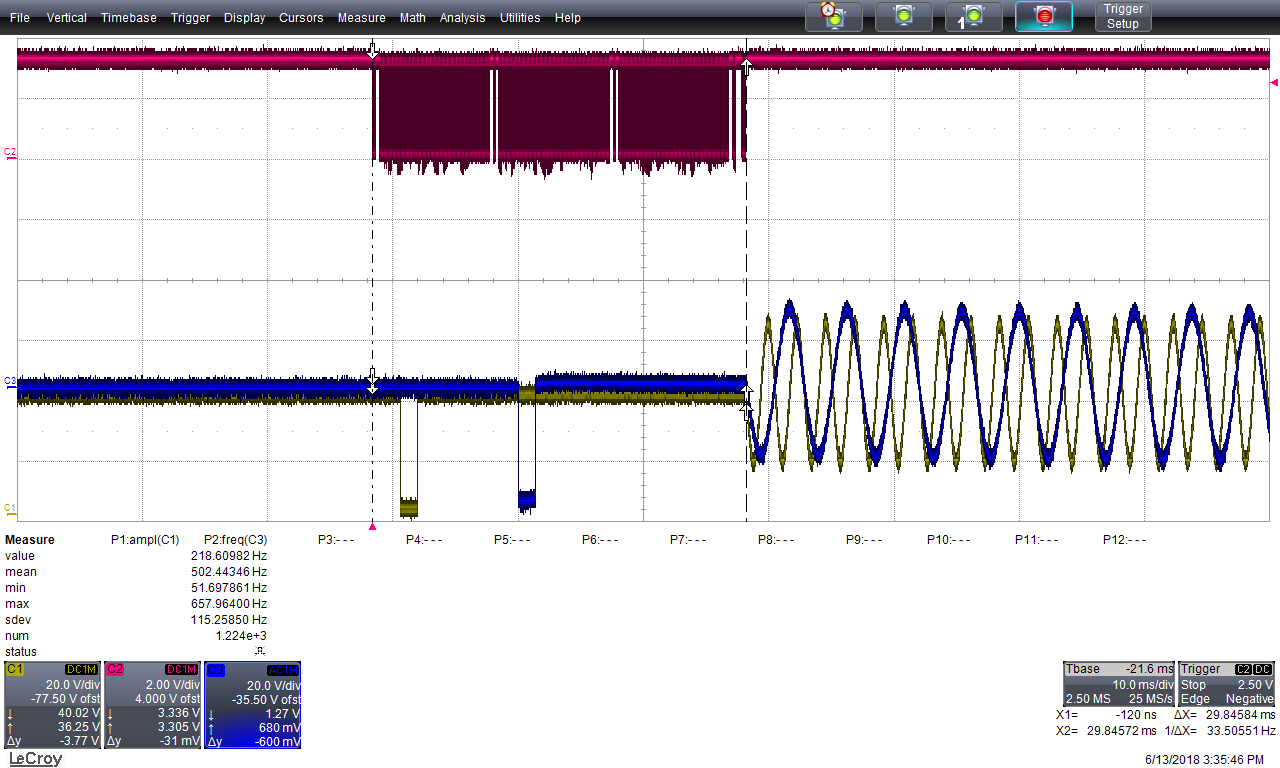 File Vertical Timebase Trigger Display Cursors Measure Math Analysis Utilities Help
1
Trigger
Setup
C2
C3
C1
Measure P1:ampl(C1) P2:freq(C3) P3:- - - P4:- - - P5:- - - P6:- - - P7:- - - P8:- - - P9:- - - P10:- - - P11:- - - P12:- - -
value 218.60982 Hz
mean 502.44346 Hz
min 51.697861 Hz
max 657.96400 Hz
sdev 115.25850 Hz
num 1.224e+3
status
C1 DC1M
20.0 V/div
-77.50 V ofst
↓ 40.02 V
↑ 36.25 V
Δy -3.77 V
C2 DC1M
2.00 V/div
4.000 V ofst
↓ 3.336 V
↑ 3.305 V
Δy -31 mV
C3 AC1M
20.0 V/div
-35.50 V ofst
↓ 1.27 V
↑ 680 mV
Δy -600 mV
Tbase -21.6 ms
10.0 ms/div
2.50 MS 25 MS/s
Trigger C2 DC
Stop 2.50 V
Edge Negative
X1= -120 ns ΔX= 29.84584 ms
X2= 29.84572 ms 1/ΔX= 33.50551 Hz
LeCroy
6/13/2018 3:35:46 PM